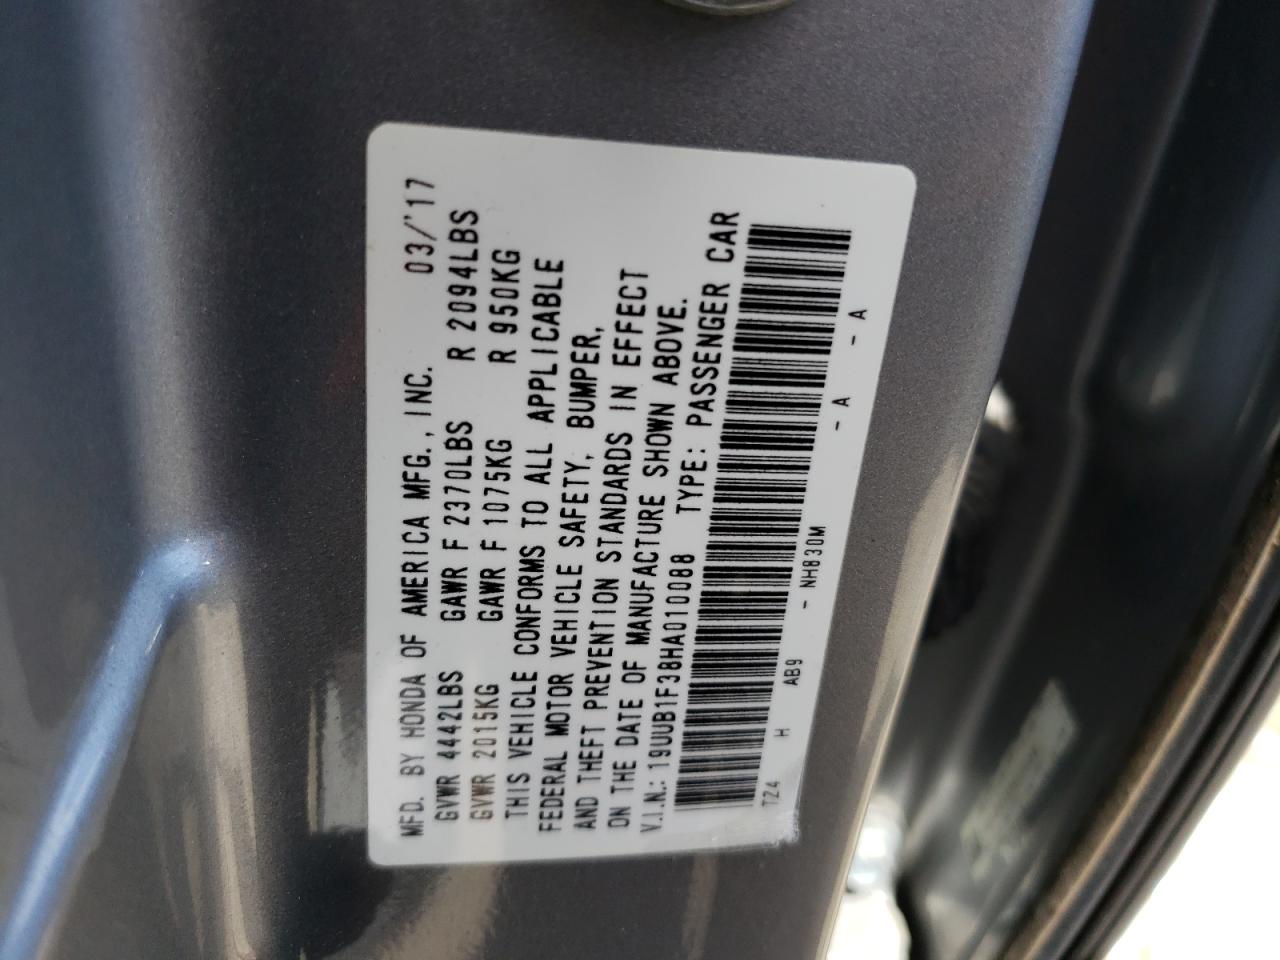 MFD. BY HONDA OF AMERICA MFG., INC. 03/'17
GVWR 4442LBS GAWR F 2370LBS R 2094LBS
GVWR 2015KG GAWR F 1075KG R 950KG
THIS VEHICLE CONFORMS TO ALL APPLICABLE
FEDERAL MOTOR VEHICLE SAFETY, BUMPER,
AND THEFT PREVENTION STANDARDS IN EFFECT
ON THE DATE OF MANUFACTURE SHOWN ABOVE.
V.I.N.: 19UUB1F38HA010088 TYPE: PASSENGER CAR
TZ4 H AB9 - NH830M - A - A